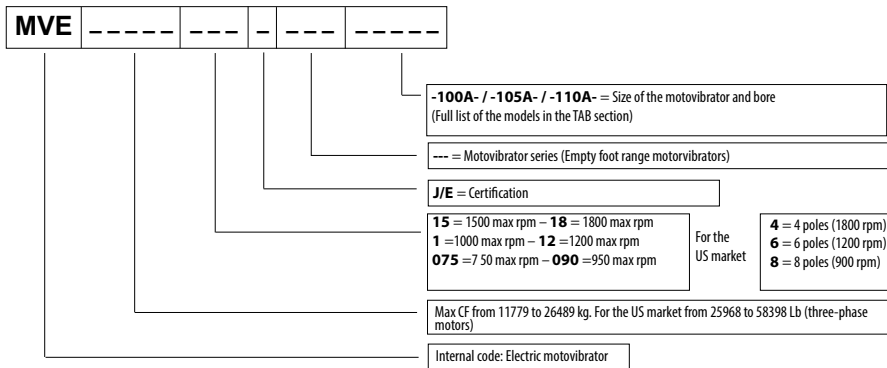 MVE _ _ _ _ _ _ _ _ _ _ _ _ _ _ _ _ _
-100A- / -105A- / -110A- = Size of the motovibrator and bore
(Full list of the models in the TAB section)
--- = Motovibrator series (Empty foot range motorvibrators)
J/E = Certification
15 = 1500 max rpm – 18 = 1800 max rpm
1 =1000 max rpm – 12 =1200 max rpm
075 =7 50 max rpm – 090 =950 max rpm
For the
US market
4 = 4 poles (1800 rpm)
6 = 6 poles (1200 rpm)
8 = 8 poles (900 rpm)
Max CF from 11779 to 26489 kg. For the US market from 25968 to 58398 Lb (three-phase
motors)
Internal code: Electric motovibrator